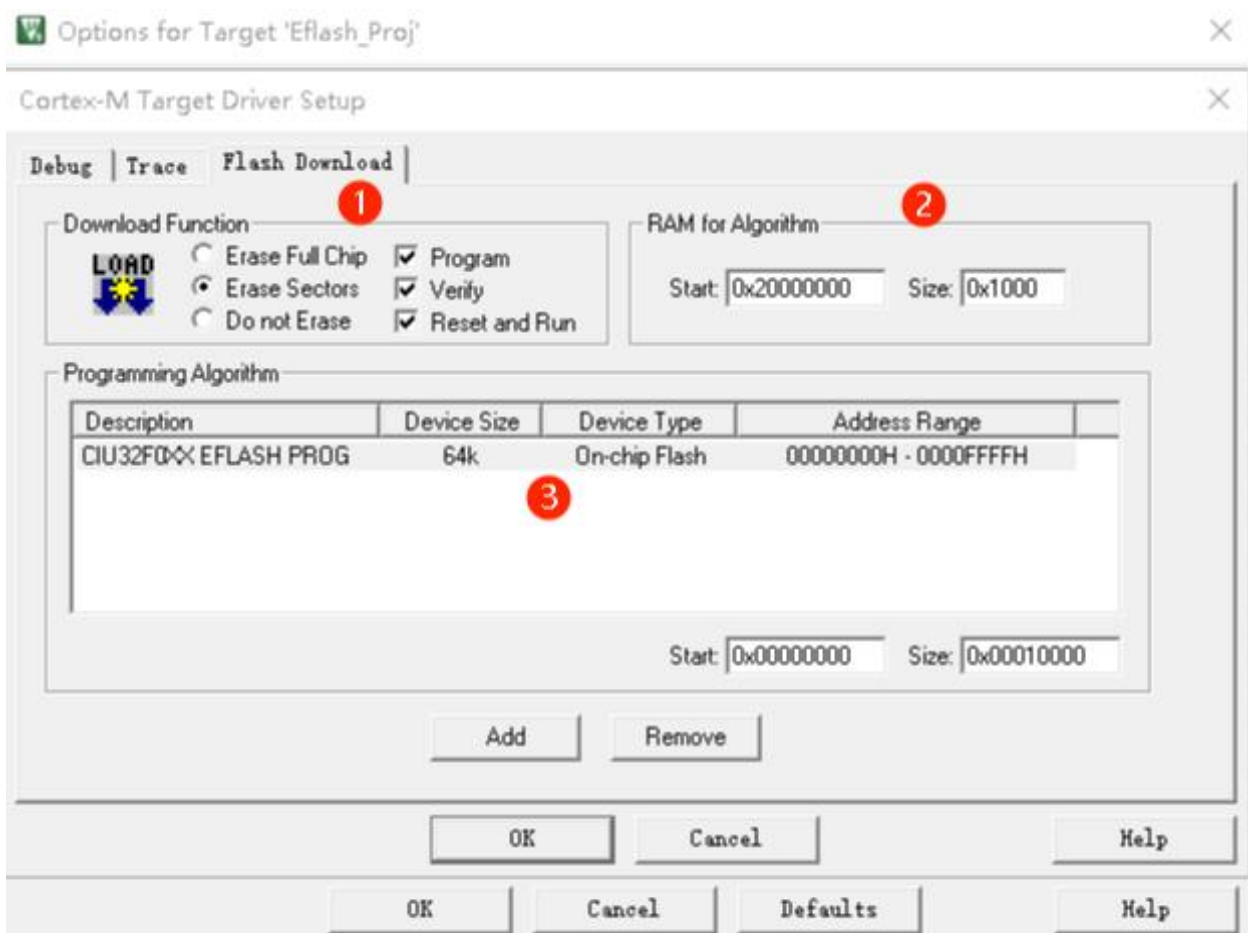 Options for Target 'Eflash_Proj'
Cortex-M Target Driver Setup
Debug Trace Flash Download
1 2
Download Function RAM for Algorithm
LOAD
Erase Full Chip Program
Erase Sectors Verify Start: 0x20000000 Size: 0x1000
Do not Erase Reset and Run
Programming Algorithm
Description Device Size Device Type Address Range
CIU32F0XX EFLASH PROG 64k On-chip Flash 00000000H - 0000FFFFH
3
Start: 0x00000000 Size: 0x00010000
Add Remove
OK Cancel Help
OK Cancel Defaults Help